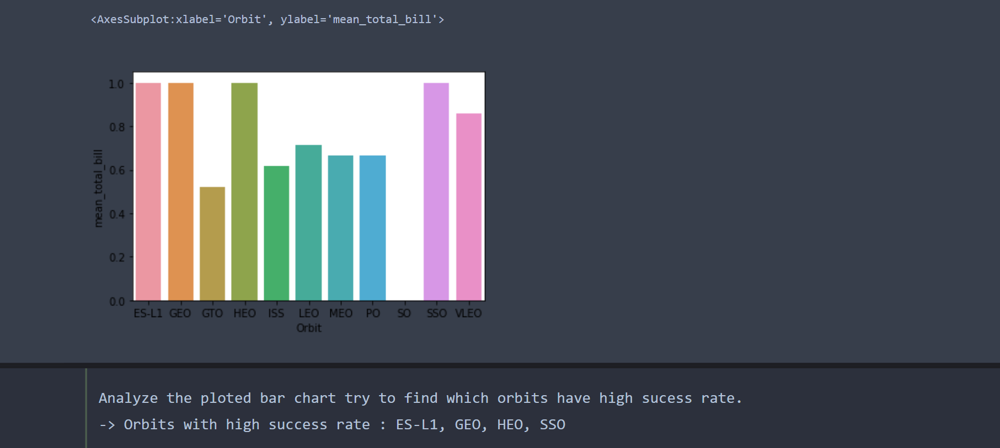 <AxesSubplot:xlabel='Orbit', ylabel='mean_total_bill'>
mean_total_bill
1.0
0.8
0.6
0.4
0.2
0.0
ES-L1 GEO GTO HEO ISS LEO MEO PO SO SSO VLEO
Orbit
Analyze the ploted bar chart try to find which orbits have high sucess rate.
-> Orbits with high success rate : ES-L1, GEO, HEO, SSO